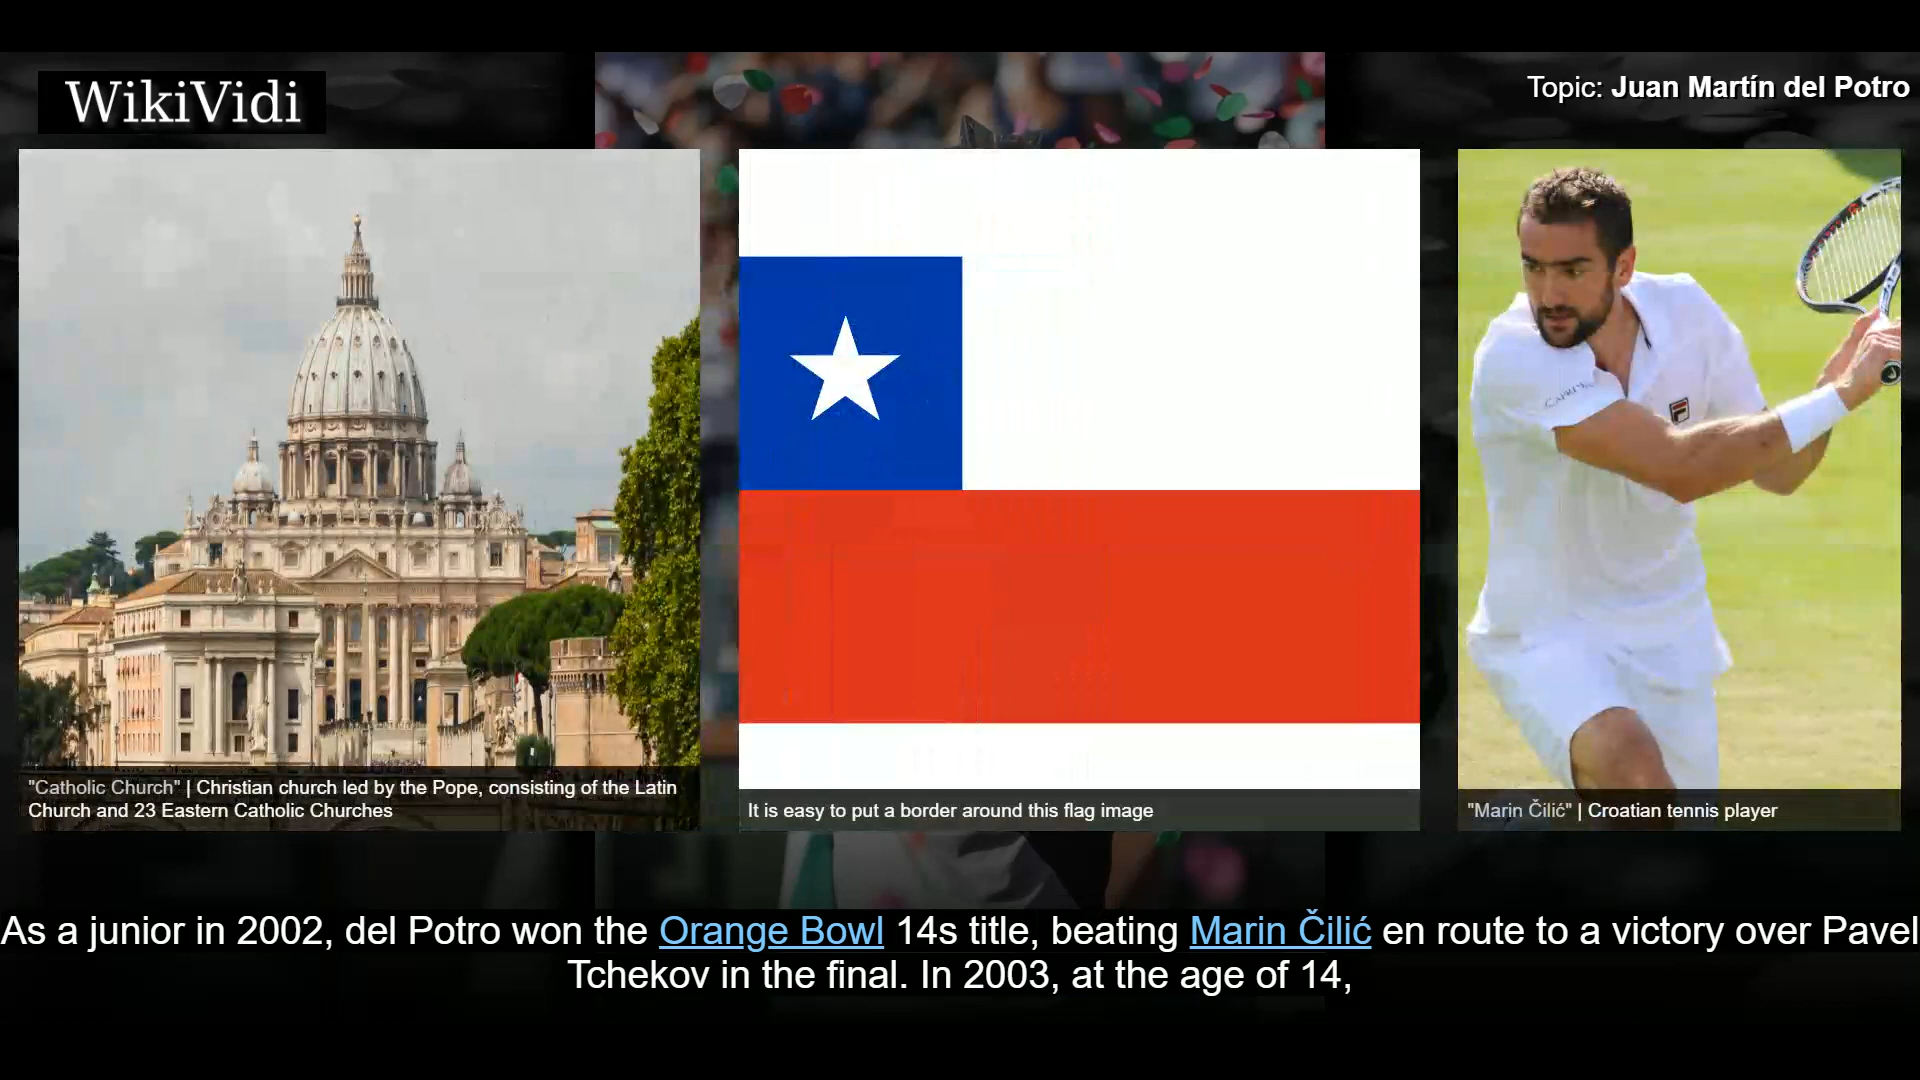 WikiVidi
Topic: Juan Martín del Potro
"Catholic Church" | Christian church led by the Pope, consisting of the Latin
Church and 23 Eastern Catholic Churches
It is easy to put a border around this flag image
"Marin Čilić" | Croatian tennis player
As a junior in 2002, del Potro won the Orange Bowl 14s title, beating Marin Čilić en route to a victory over Pavel
Tchekov in the final. In 2003, at the age of 14,